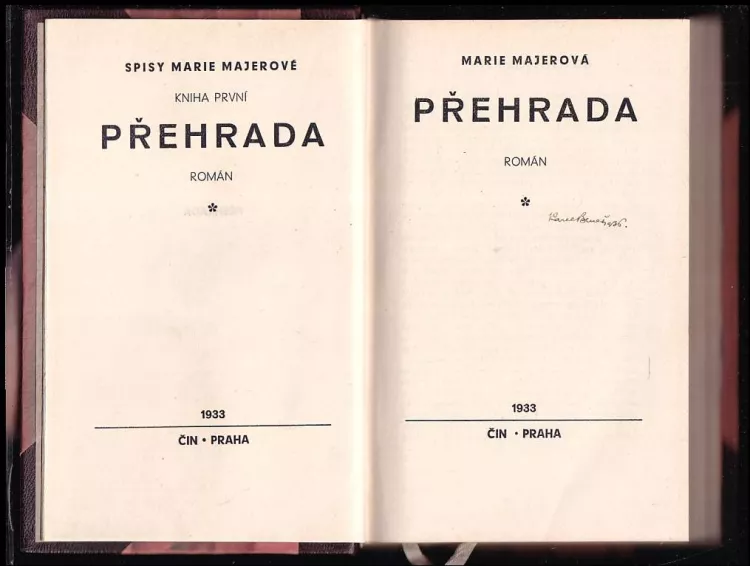 SPISY MARIE MAJEROVÉ
KNIHA PRVNÍ
PŘEHRADA
ROMÁN
*
1933
ČIN • PRAHA
MARIE MAJEROVÁ
PŘEHRADA
ROMÁN
*
1933
ČIN • PRAHA